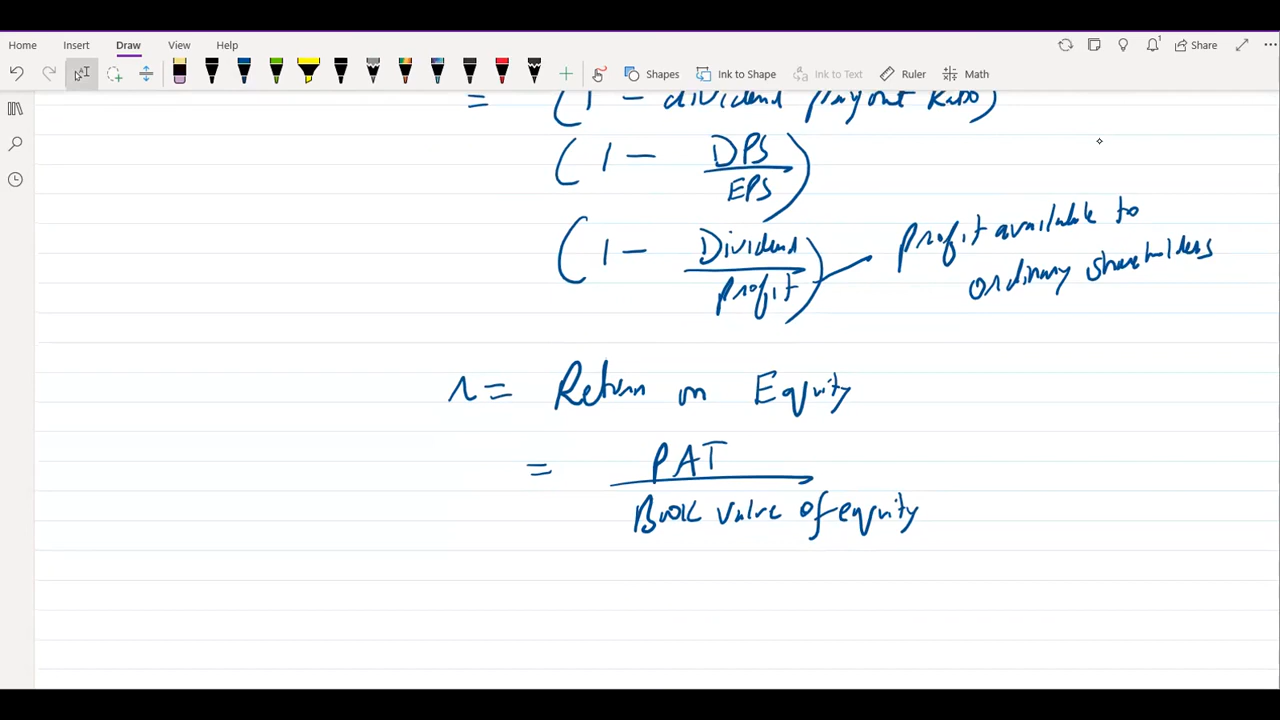 Home Insert Draw View Help
1 Share
Shapes Ink to Shape Ink to Text Ruler Math
= (1 - dividend payout Ratio)
(1 - DPS
EPS)
(1 - Dividend
Profit)
profit available to
ordinary shareholders
r = Return on Equity
= PAT
Book value of equity